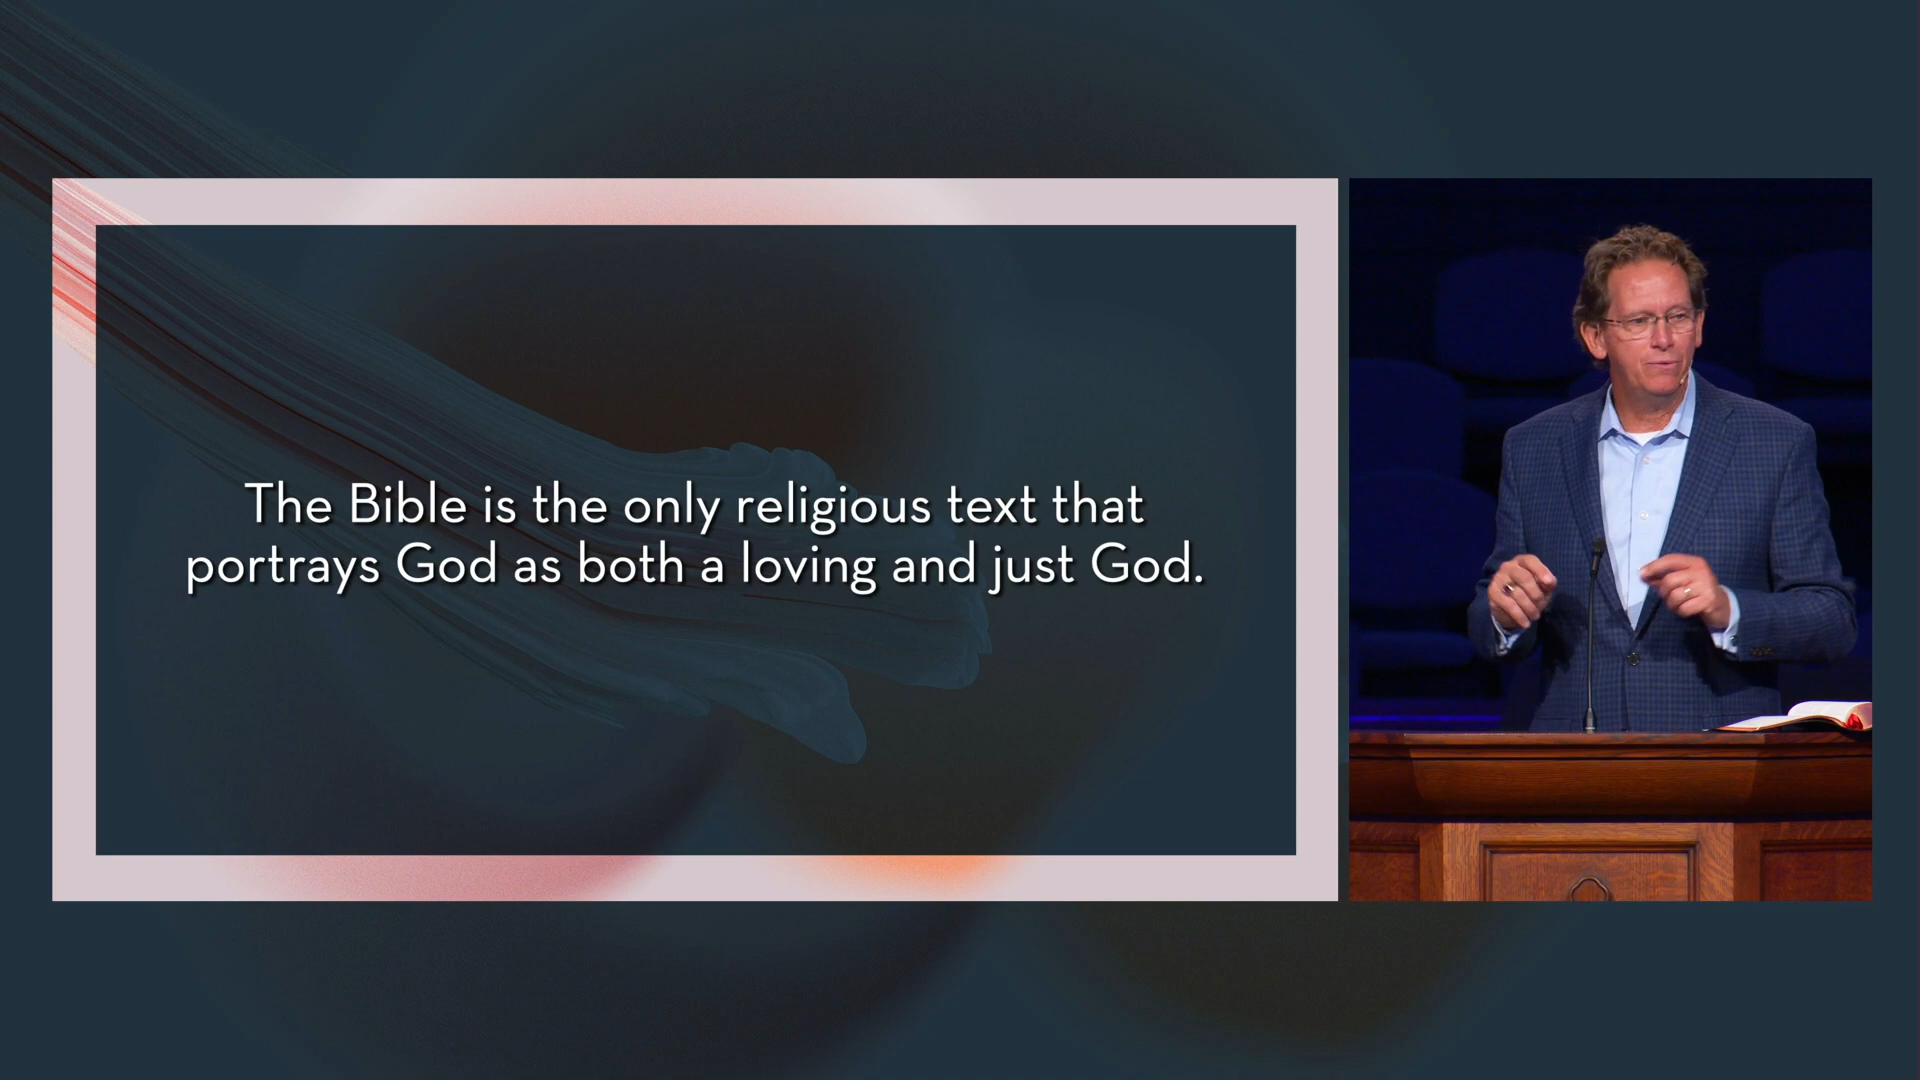 The Bible is the only religious text that
portrays God as both a loving and just God.